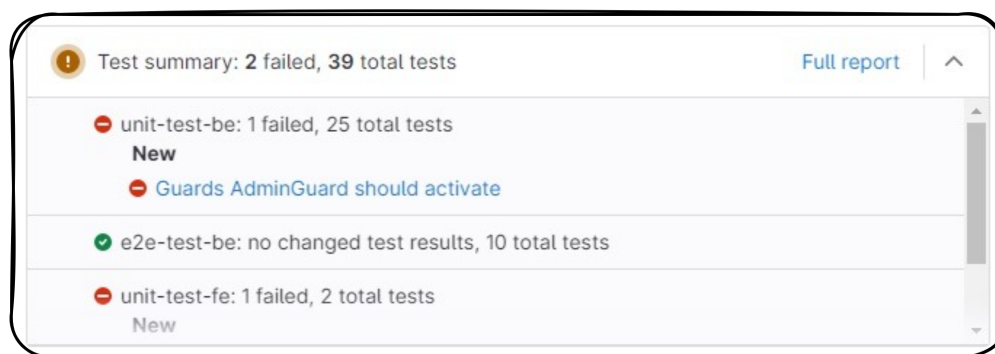 Test summary: 2 failed, 39 total tests Full report
unit-test-be: 1 failed, 25 total tests
New
Guards AdminGuard should activate
e2e-test-be: no changed test results, 10 total tests
unit-test-fe: 1 failed, 2 total tests
New